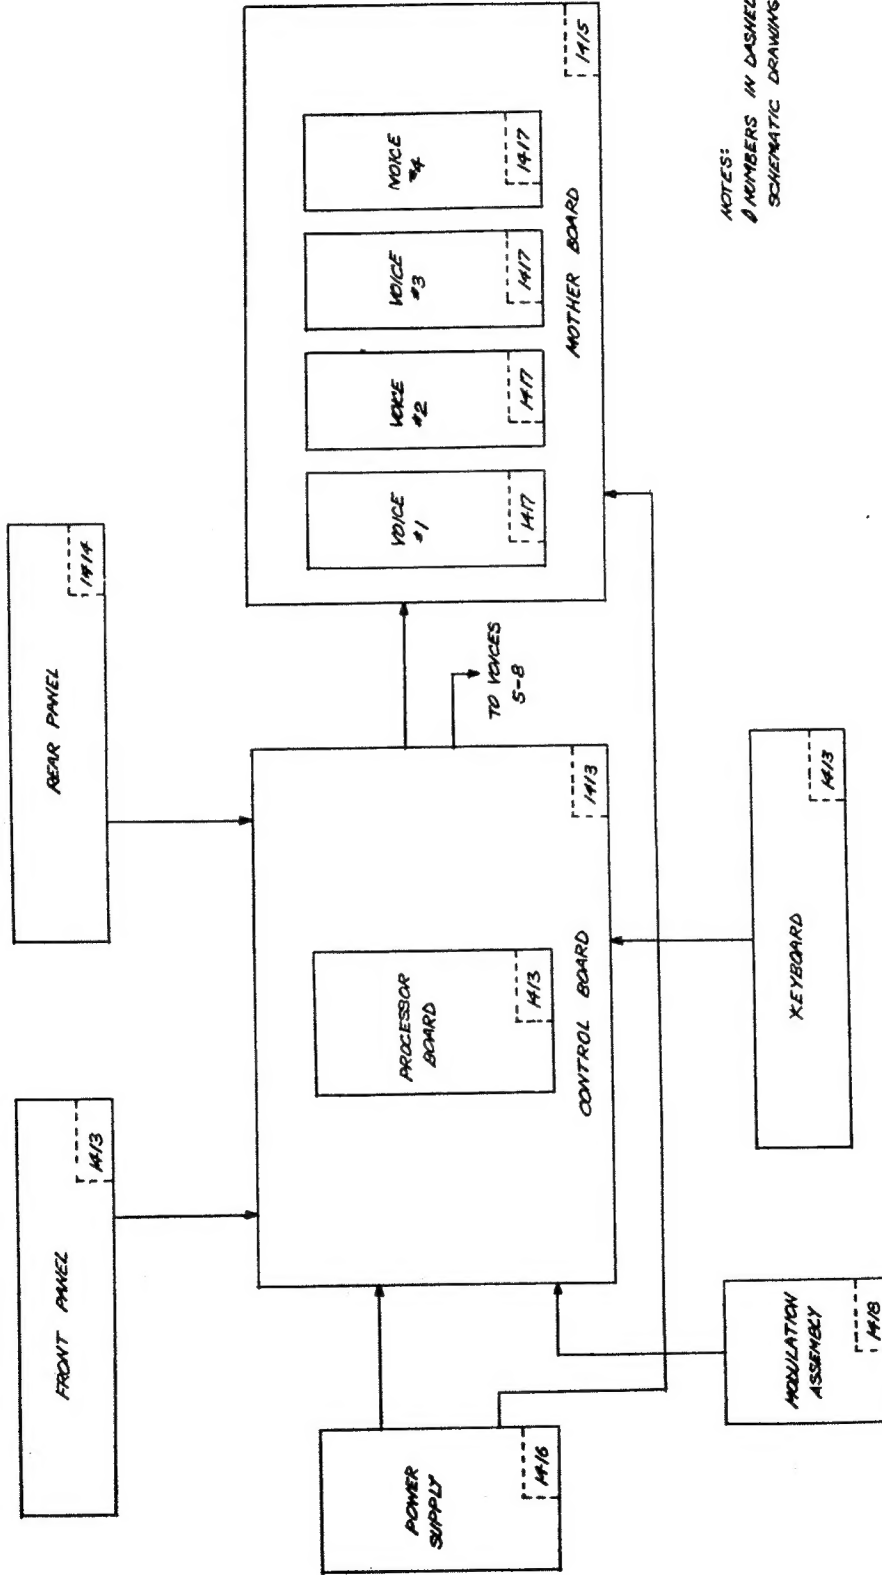 FRONT PANEL
1413
REAR PANEL
1414
POWER
SUPPLY
1416
PROCESSOR
BOARD
1413
CONTROL BOARD
1413
TO VOICES
5-8
VOICE
#1
1417
VOICE
#2
1417
VOICE
#3
1417
VOICE
#4
1417
MOTHER BOARD
1415
MODULATION
ASSEMBLY
1418
KEYBOARD
1413
NOTES:
NUMBERS IN DASHED
SCHEMATIC DRAWING